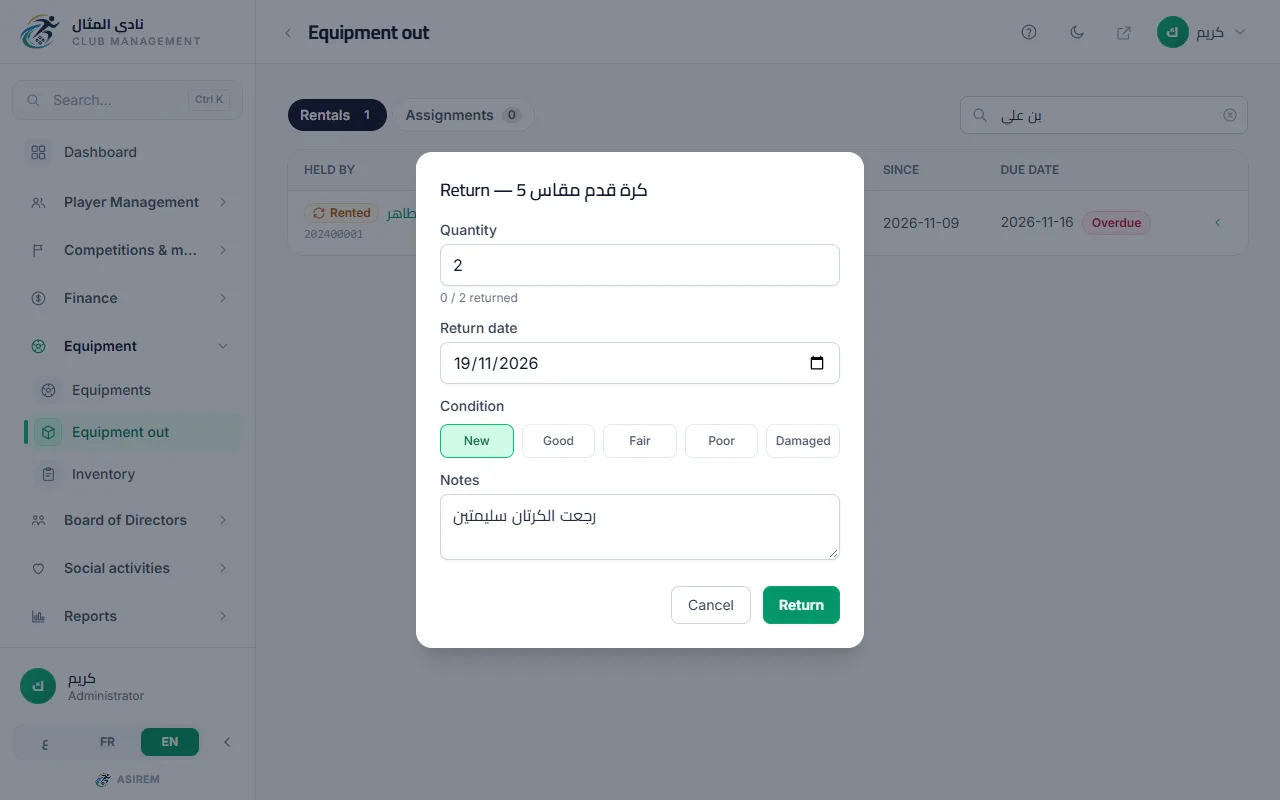 نادي المثال
CLUB MANAGEMENT
Search...
Ctrl K
Dashboard
Player Management
Competitions & m...
Finance
Equipment
Equipments
Equipment out
Inventory
Board of Directors
Social activities
Reports
ك
كريم
Administrator
ع
FR
EN
ASIREM
Equipment out
ك
كريم
Rentals 1
Assignments 0
بن علي
HELD BY
SINCE
DUE DATE
Rented
طاهر
202400001
2026-11-09
2026-11-16
Overdue
Return — كرة قدم مقاس 5
Quantity
2
0 / 2 returned
Return date
19/11/2026
Condition
New
Good
Fair
Poor
Damaged
Notes
رجعت الكرتان سليمتين
Cancel
Return